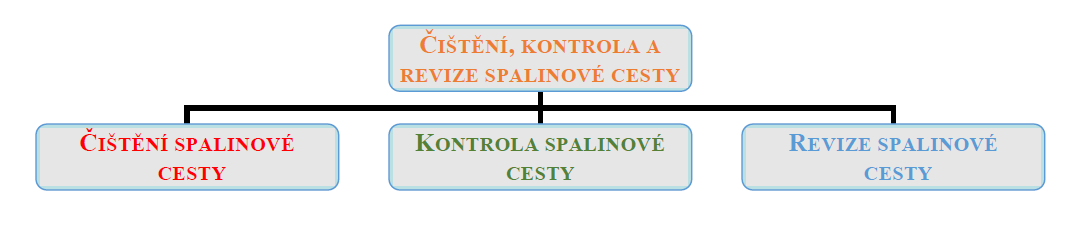 Čištění, kontrola a
revize spalinové cesty
Čištění spalinové
cesty
Kontrola spalinové
cesty
Revize spalinové
cesty